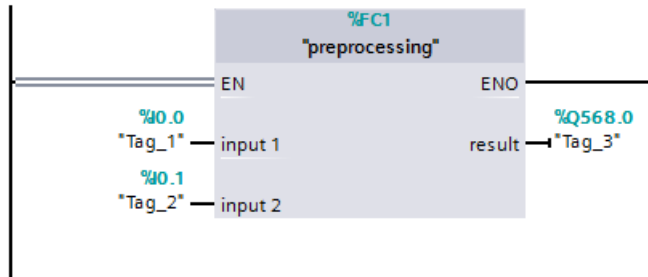 %FC1
"preprocessing"
EN ENO
%I0.0 %Q568.0
"Tag_1" input 1 result "Tag_3"
%I0.1
"Tag_2" input 2